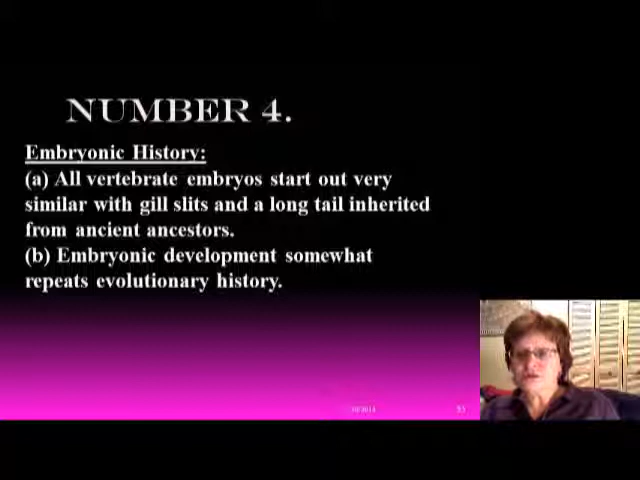 NUMBER 4.
Embryonic History:
(a) All vertebrate embryos start out very
similar with gill slits and a long tail inherited
from ancient ancestors.
(b) Embryonic development somewhat
repeats evolutionary history.
53